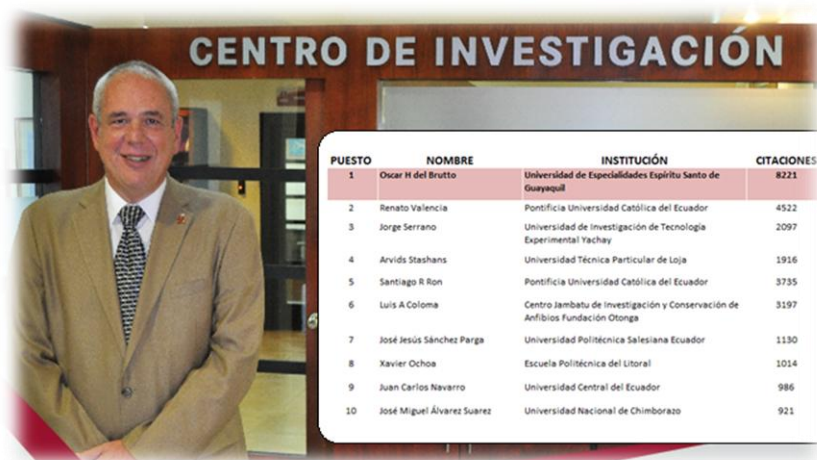 CENTRO DE INVESTIGACIÓN
PUESTO NOMBRE INSTITUCIÓN CITACIONES
1 Oscar H del Brutto Universidad de Especialidades Espíritu Santo de 8221
Guayaquil
2 Renato Valencia Pontificia Universidad Católica del Ecuador 4522
3 Jorge Serrano Universidad de Investigación de Tecnología 2097
Experimental Yachay
4 Arvids Stashans Universidad Técnica Particular de Loja 1916
5 Santiago R Ron Pontificia Universidad Católica del Ecuador 3735
6 Luis A Coloma Centro Jambatu de Investigación y Conservación de 3197
Anfibios Fundación Otonga
7 José Jesús Sánchez Parga Universidad Politécnica Salesiana Ecuador 1130
8 Xavier Ochoa Escuela Politécnica del Litoral 1014
9 Juan Carlos Navarro Universidad Central del Ecuador 986
10 José Miguel Álvarez Suarez Universidad Nacional de Chimborazo 921